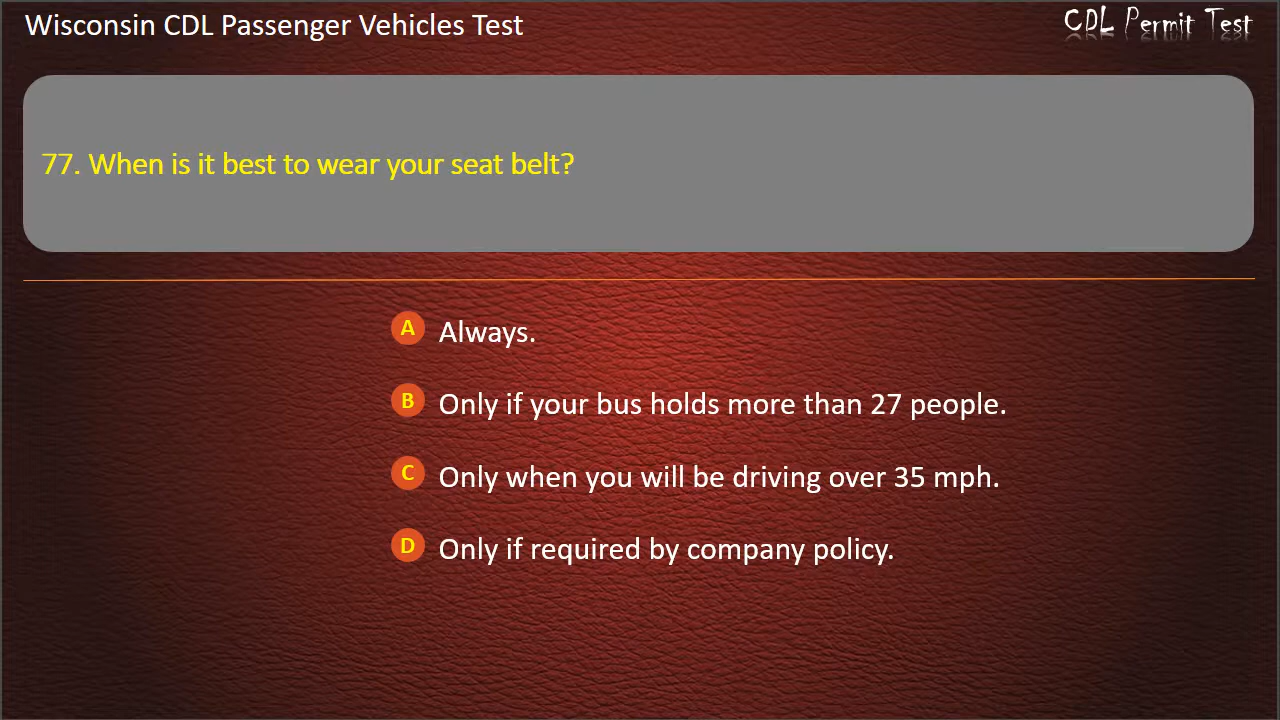 Wisconsin CDL Passenger Vehicles Test
CDL Permit Test
77. When is it best to wear your seat belt?
A Always.
B Only if your bus holds more than 27 people.
C Only when you will be driving over 35 mph.
D Only if required by company policy.